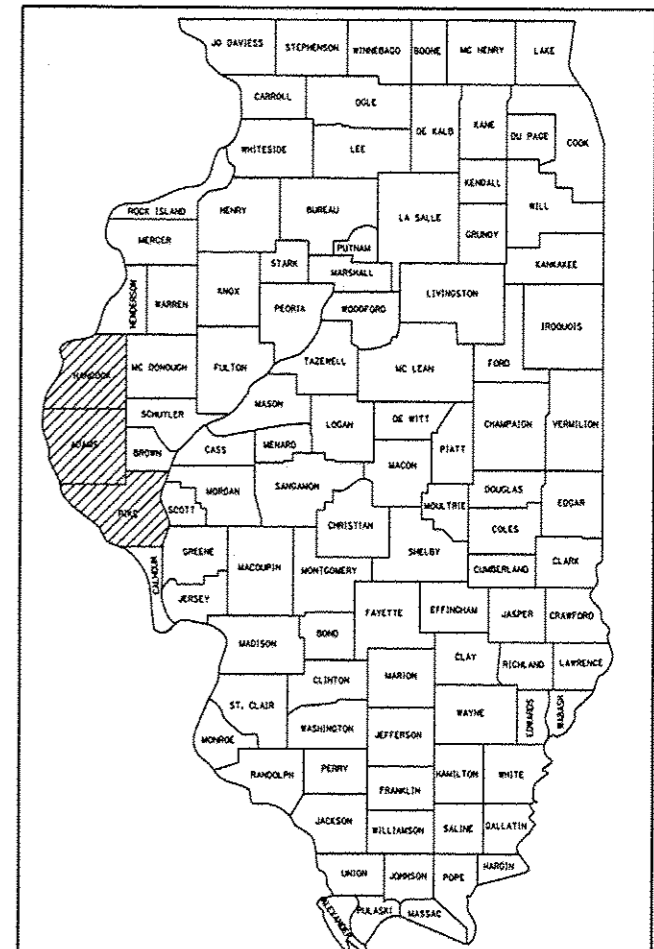 JO DAVIESS STEPHENSON WINNEBAGO BOONE MC HENRY LAKE
CARROLL OGLE DE KALB KANE DU PAGE COOK
WHITESIDE LEE
KENDALL WILL
ROCK ISLAND HENRY BUREAU LA SALLE GRUNDY
MERCER PUTNAM
STARK MARSHALL KANKAKEE
HENDERSON WARREN KNOX PEORIA WOODFORD LIVINGSTON IROQUOIS
HANCOCK MC DONOUGH FULTON TAZEWELL MC LEAN FORD
SCHUYLER MASON LOGAN DE WITT CHAMPAIGN VERMILION
ADAMS BROWN CASS MENARD MACON PIATT
MORGAN SANGAMON DOUGLAS EDGAR
PIKE SCOTT CHRISTIAN MOULTRIE COLES
GREENE MACOUPIN MONTGOMERY SHELBY CUMBERLAND CLARK
CALHOUN JERSEY FAYETTE EFFINGHAM JASPER CRAWFORD
MADISON BOND CLAY RICHLAND LAWRENCE
CLINTON MARION
ST. CLAIR WASHINGTON JEFFERSON WAYNE EDWARDS WABASH
MONROE
RANDOLPH PERRY FRANKLIN HAMILTON WHITE
JACKSON WILLIAMSON SALINE GALLATIN
UNION JOHNSON POPE HARDIN
ALEXANDER PULASKI MASSAC